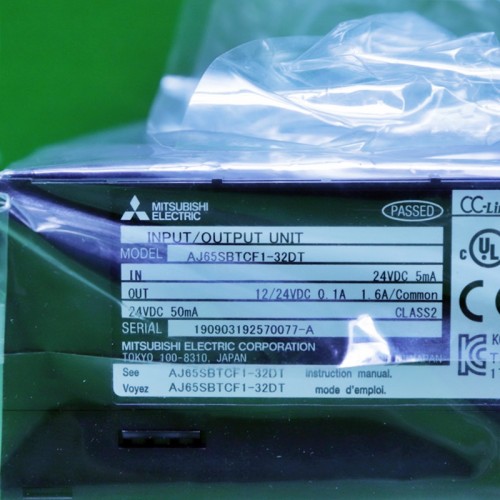 MITSUBISHI
ELECTRIC
PASSED
CC-Li
INPUT/OUTPUT UNIT
MODEL AJ65SBTCF1-32DT
IN 24VDC 5mA
OUT 12/24VDC 0.1A 1.6A/Common
24VDC 50mA CLASS2
SERIAL 190903192570077-A
MITSUBISHI ELECTRIC CORPORATION
TOKYO 100-8310, JAPAN
See AJ65SBTCF1-32DT instruction manual.
Voyez AJ65SBTCF1-32DT mode d'emploi.
c UL